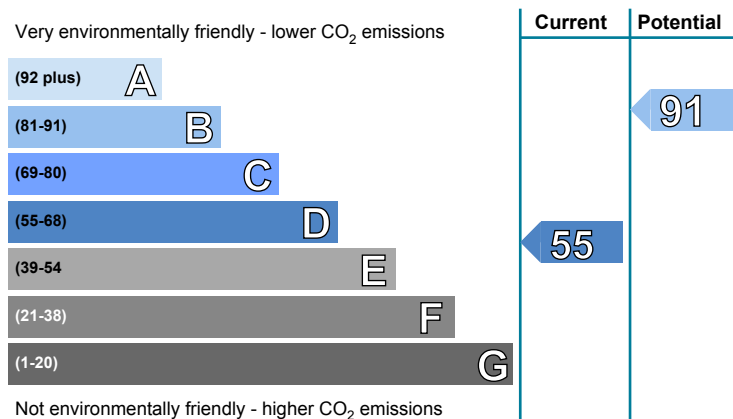 Current Potential
Very environmentally friendly - lower CO₂ emissions
(92 plus) A
(81-91) B
91
(69-80) C
(55-68) D
55
(39-54 E
(21-38) F
(1-20) G
Not environmentally friendly - higher CO₂ emissions